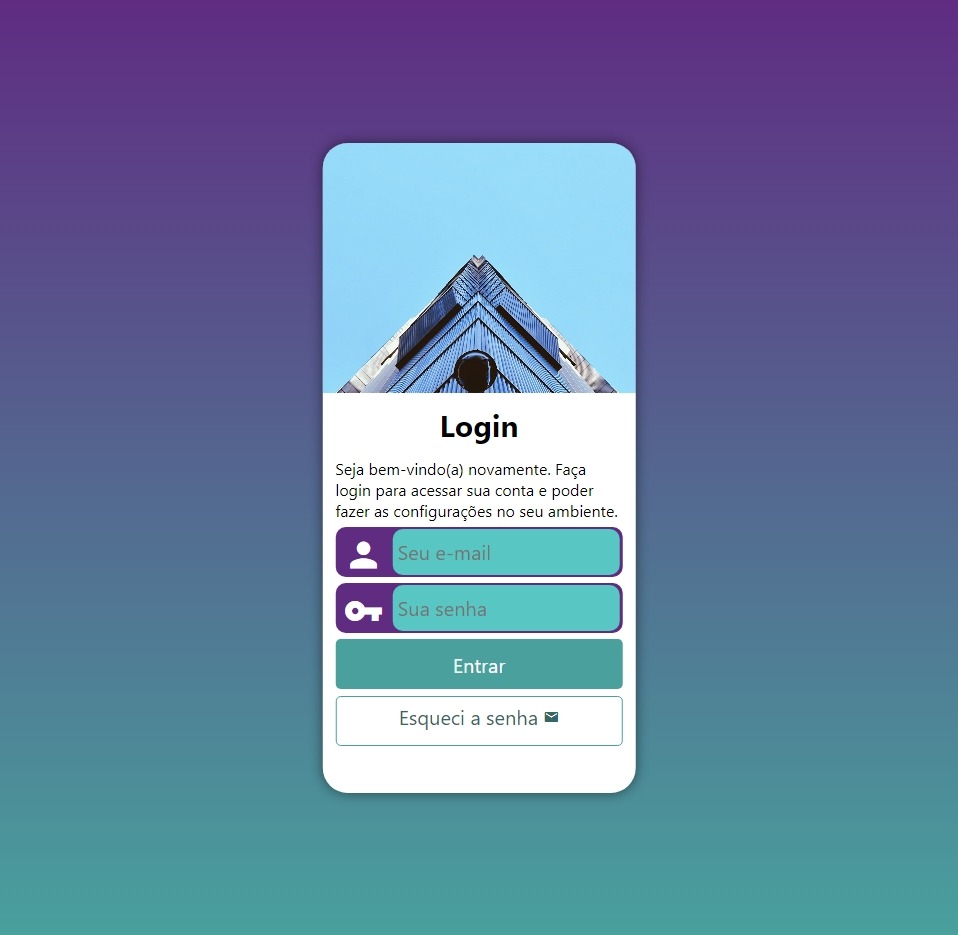 Login
Seja bem-vindo(a) novamente. Faça
login para acessar sua conta e poder
fazer as configurações no seu ambiente.
Seu e-mail
Sua senha
Entrar
Esqueci a senha